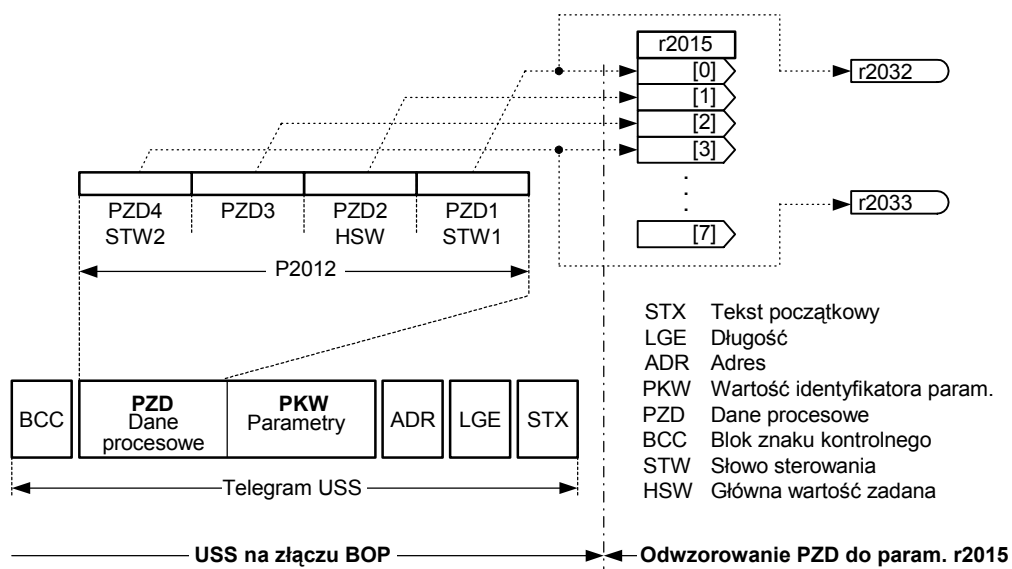 r2015
[0]
r2032
[1]
[2]
[3]
PZD4 PZD3 PZD2 PZD1
STW2 HSW STW1
r2033
[7]
P2012
STX Tekst początkowy
LGE Długość
ADR Adres
PKW Wartość identyfikatora param.
PZD Dane procesowe
BCC Blok znaku kontrolnego
STW Słowo sterowania
HSW Główna wartość zadana
BCC
PZD
Dane
procesowe
PKW
Parametry
ADR
LGE
STX
Telegram USS
USS na złączu BOP
Odwzorowanie PZD do param. r2015